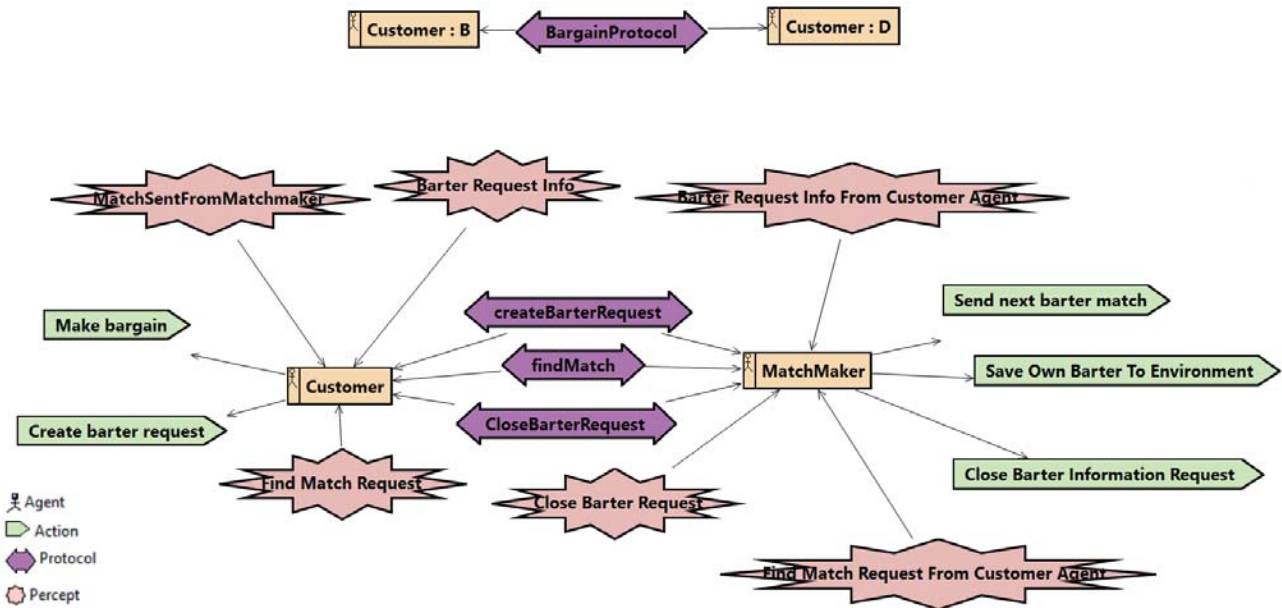 Customer : B
BargainProtocol
Customer : D
MatchSentFromMatchmaker
Barter Request Info
Barter Request Info From Customer Agent
Make bargain
createBarterRequest
Send next barter match
findMatch
Customer
MatchMaker
Save Own Barter To Environment
Create barter request
CloseBarterRequest
Find Match Request
Close Barter Request
Close Barter Information Request
Find Match Request From Customer Agent
Agent
Action
Protocol
Percept